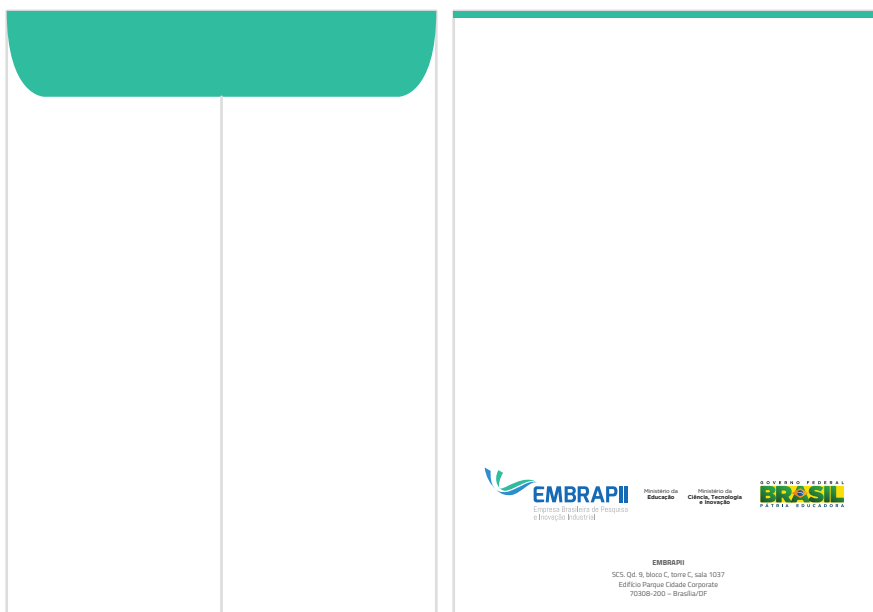 EMBRAPII
Empresa Brasileira de Pesquisa
e Inovação Industrial
Ministério da
Educação
Ministério da
Ciência, Tecnologia
e Inovação
GOVERNO FEDERAL
BRASIL
PÁTRIA EDUCADORA
EMBRAPII
SCS. Qd. 9, bloco C, torre C, sala 1037
Edifício Parque Cidade Corporate
70308-200 – Brasília/DF